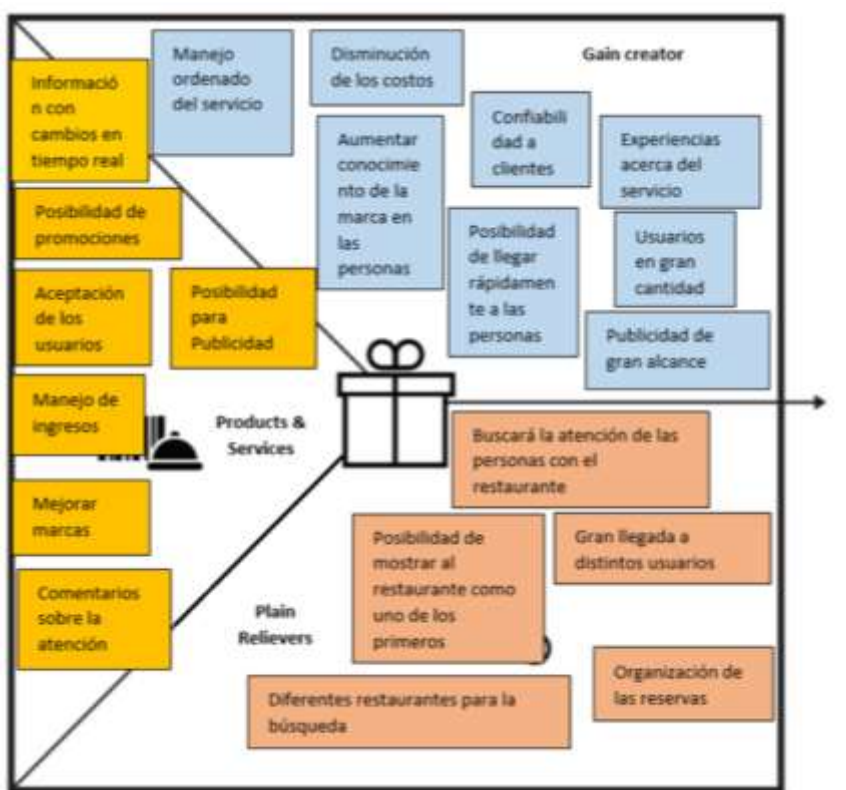 Informació
n con
cambios en
tiempo real
Posibilidad de
promociones
Aceptación
de los
usuarios
Posibilidad
para
Publicidad
Manejo de
ingresos
Mejorar
marcas
Comentarios
sobre la
atención
Products &
Services
Manejo
ordenado
del servicio
Disminución
de los costos
Gain creator
Aumentar
conocimie
nto de la
marca en
las
personas
Confiabili
dad a
clientes
Experiencias
acerca del
servicio
Posibilidad
de llegar
rápidamen
te a las
personas
Usuarios
en gran
cantidad
Publicidad de
gran alcance
Buscará la atención de las
personas con el
restaurante
Posibilidad de
mostrar al
restaurante como
uno de los
primeros
Gran llegada a
distintos usuarios
Plain
Relievers
Organización de
las reservas
Diferentes restaurantes para la
búsqueda